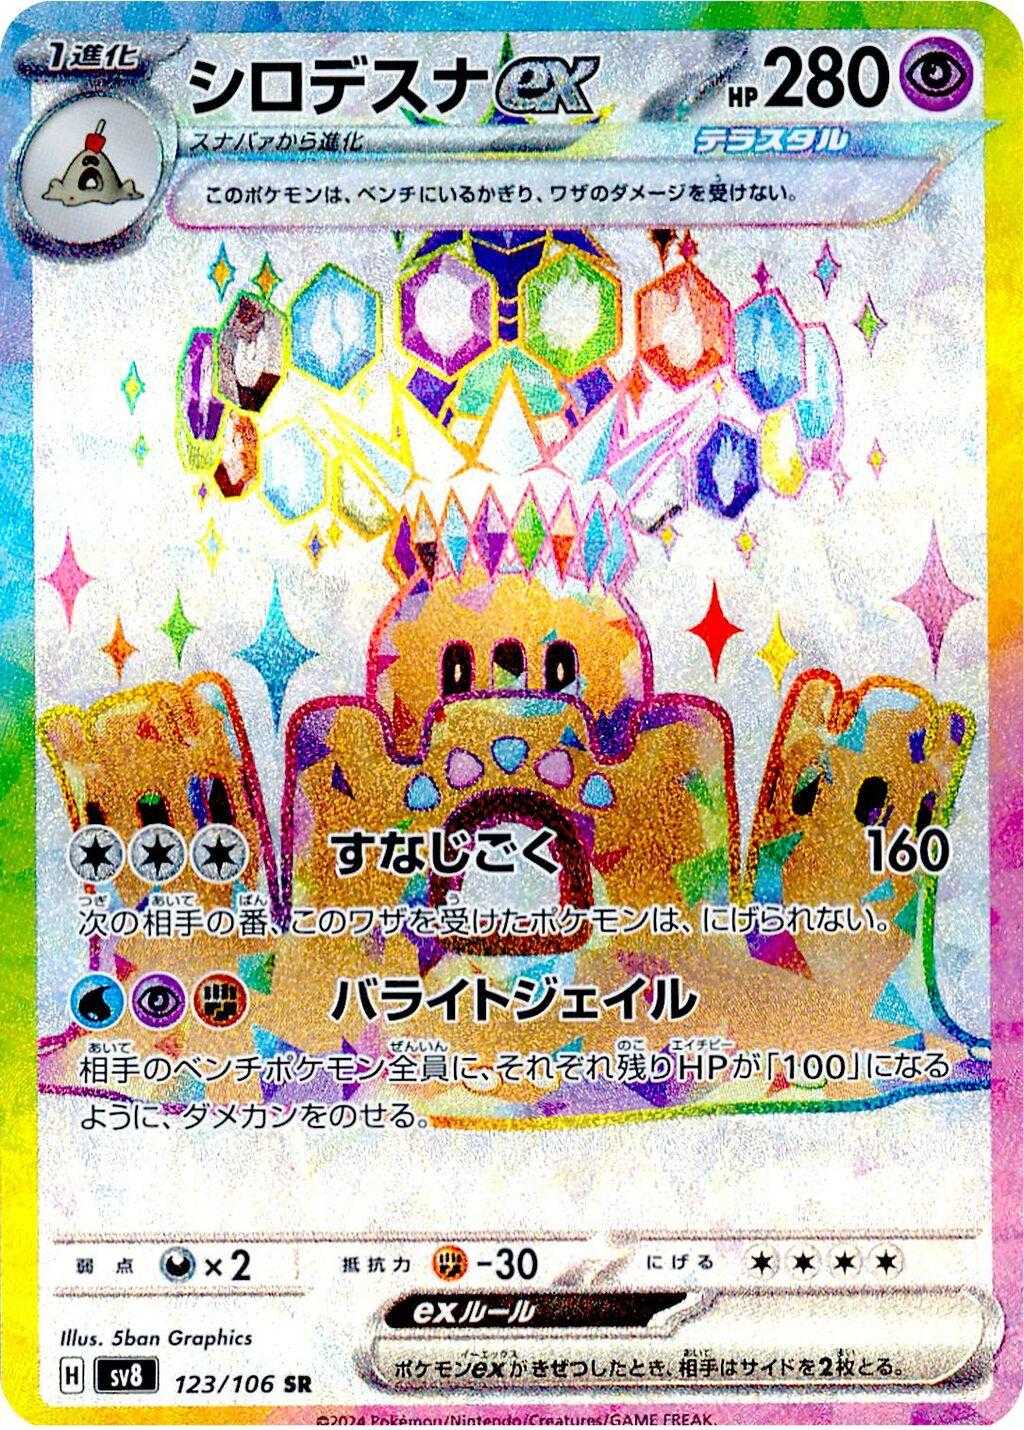 1進化
シロデスナex
HP 280
スナバァから進化
テラスタル
このポケモンは、ベンチにいるかぎり、ワザのダメージを受けない。
すなじごく 160
次の相手の番、このワザを受けたポケモンは、にげられない。
バライトジェイル
相手のベンチポケモン全員に、それぞれ残りHPが「100」になる
ように、ダメカンをのせる。
弱点 ×2 抵抗力 -30 にげる
exルール
ポケモンexがきぜつしたとき、相手はサイドを2枚とる。
Illus. 5ban Graphics
H sv8 123/106 SR
©2024 Pokémon/Nintendo/Creatures/GAME FREAK.